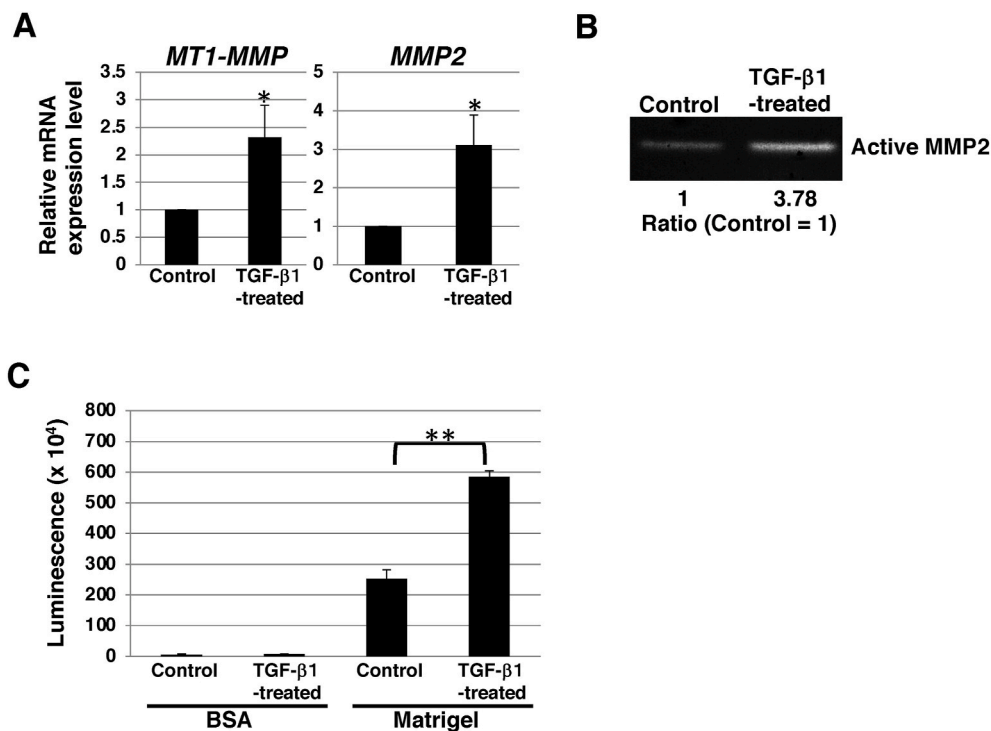 A
MT1-MMP
MMP2
Relative mRNA
expression level
3.5
3
2.5
2
1.5
1
0.5
0
*
Control
TGF-β1
-treated
5
4
3
2
1
0
*
Control
TGF-β1
-treated
B
Control
TGF-β1
-treated
Active MMP2
1
3.78
Ratio (Control = 1)
C
Luminescence (x 10⁴)
800
700
600
500
400
300
200
100
0
**
Control
TGF-β1
-treated
Control
TGF-β1
-treated
BSA
Matrigel